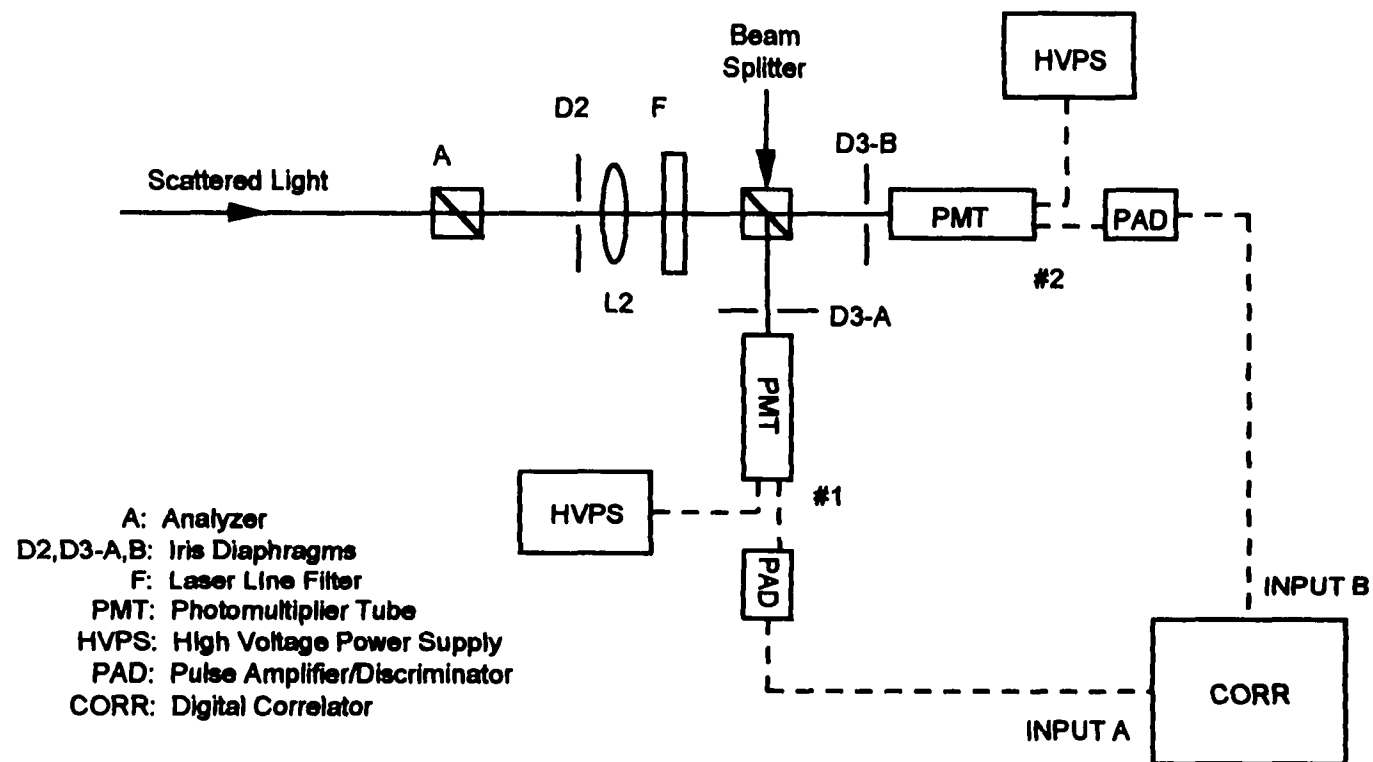 Beam
Splitter
HVPS
D2
F
D3-B
A
Scattered Light
PMT
PAD
#2
L2
D3-A
PMT
#1
HVPS
PAD
A: Analyzer
D2,D3-A,B: Iris Diaphragms
F: Laser Line Filter
PMT: Photomultiplier Tube
HVPS: High Voltage Power Supply
PAD: Pulse Amplifier/Discriminator
CORR: Digital Correlator
INPUT B
CORR
INPUT A